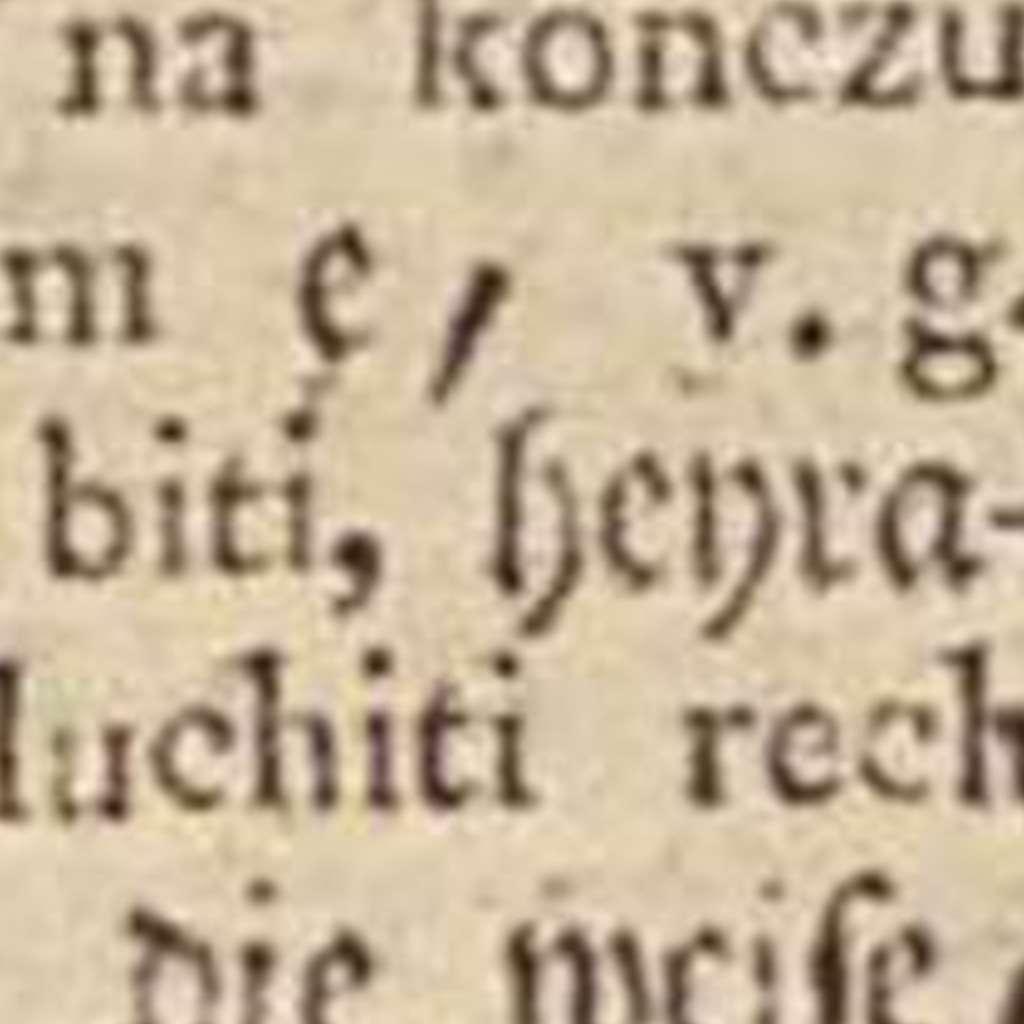 na konczu
m e, v. g.
biti, heyra-
luchiti rech
die weiſe